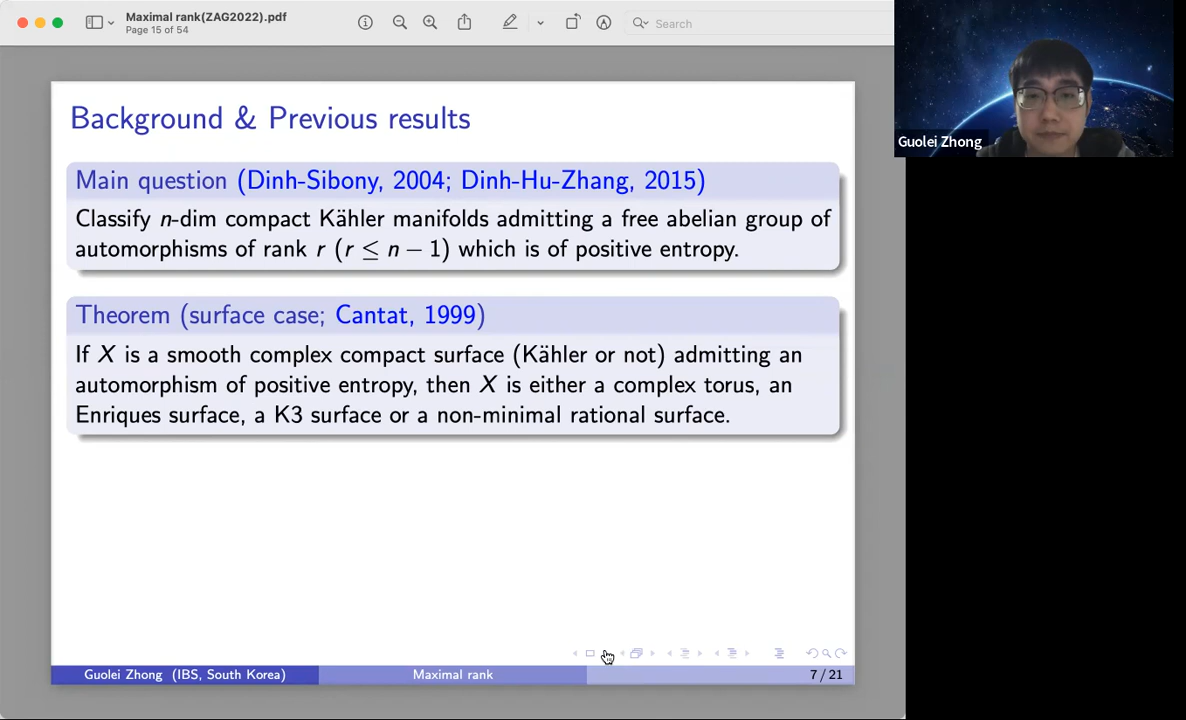 Maximal rank(ZAG2022).pdf
Page 15 of 54
Search
Guolei Zhong
Background & Previous results
Main question (Dinh-Sibony, 2004; Dinh-Hu-Zhang, 2015)
Classify n-dim compact Kähler manifolds admitting a free abelian group of
automorphisms of rank r (r ≤ n − 1) which is of positive entropy.
Theorem (surface case; Cantat, 1999)
If X is a smooth complex compact surface (Kähler or not) admitting an
automorphism of positive entropy, then X is either a complex torus, an
Enriques surface, a K3 surface or a non-minimal rational surface.
Guolei Zhong (IBS, South Korea)
Maximal rank
7 / 21